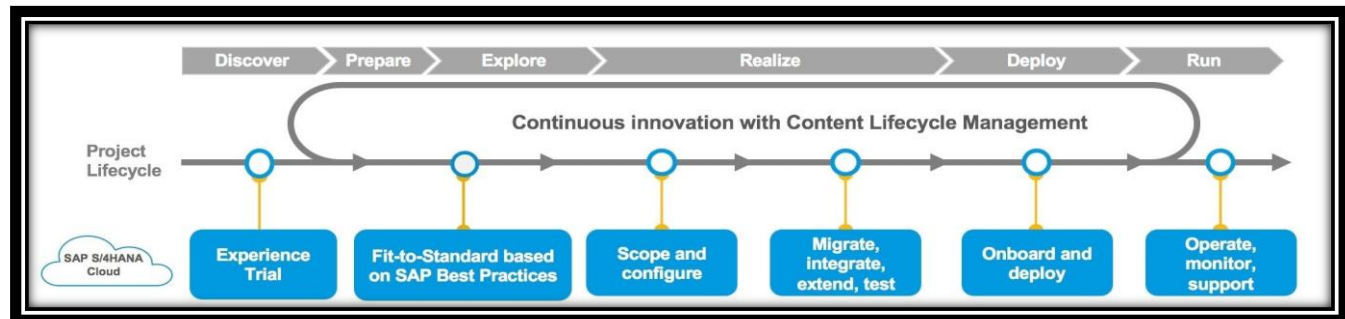 Discover Prepare Explore Realize Deploy Run
Continuous innovation with Content Lifecycle Management
Project
Lifecycle
SAP S/4HANA
Cloud
Experience
Trial
Fit-to-Standard based
on SAP Best Practices
Scope and
configure
Migrate,
integrate,
extend, test
Onboard and
deploy
Operate,
monitor,
support